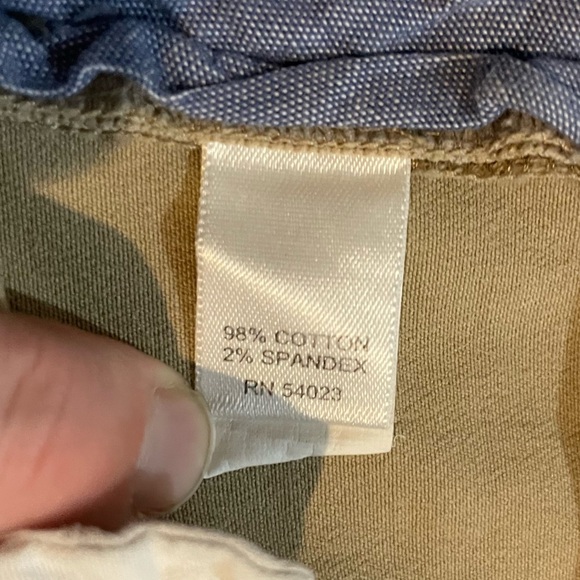 98% COTTON
2% SPANDEX
RN 54023